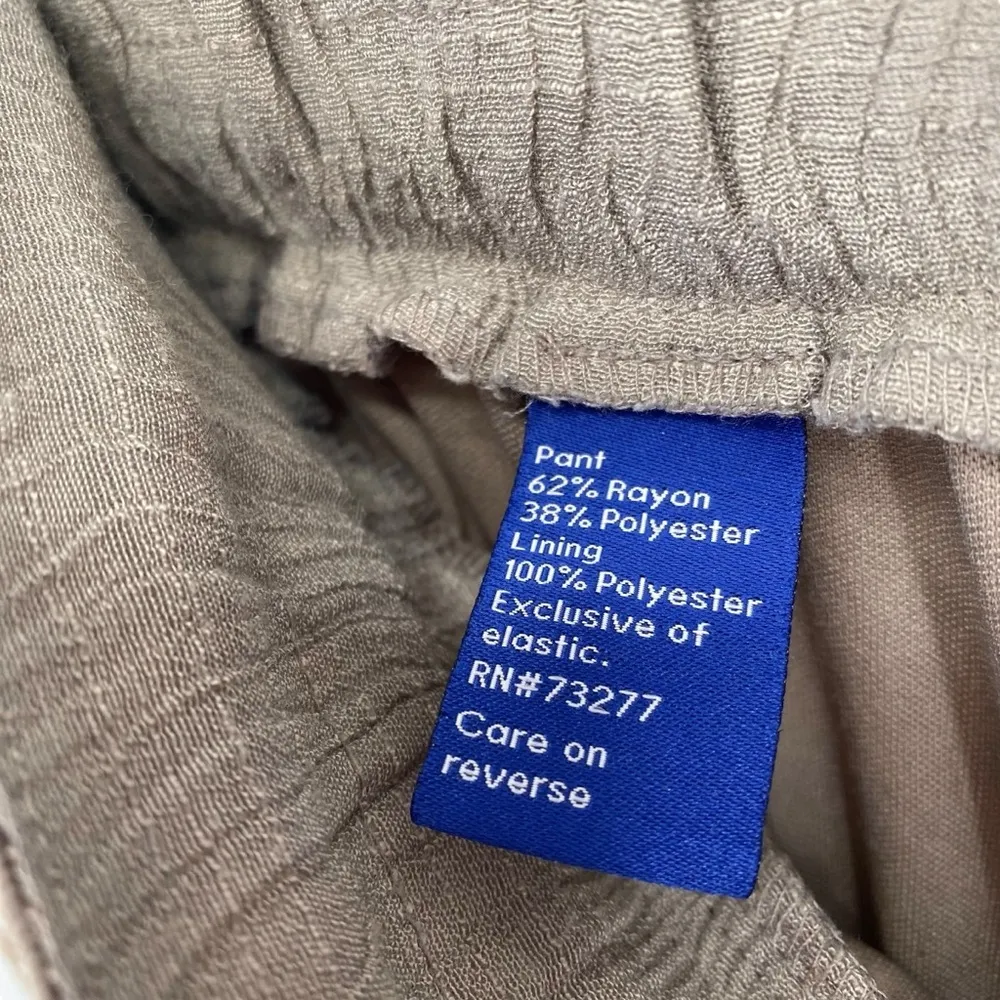 Pant
62% Rayon
38% Polyester
Lining
100% Polyester
Exclusive of
elastic.
RN#73277
Care on
reverse